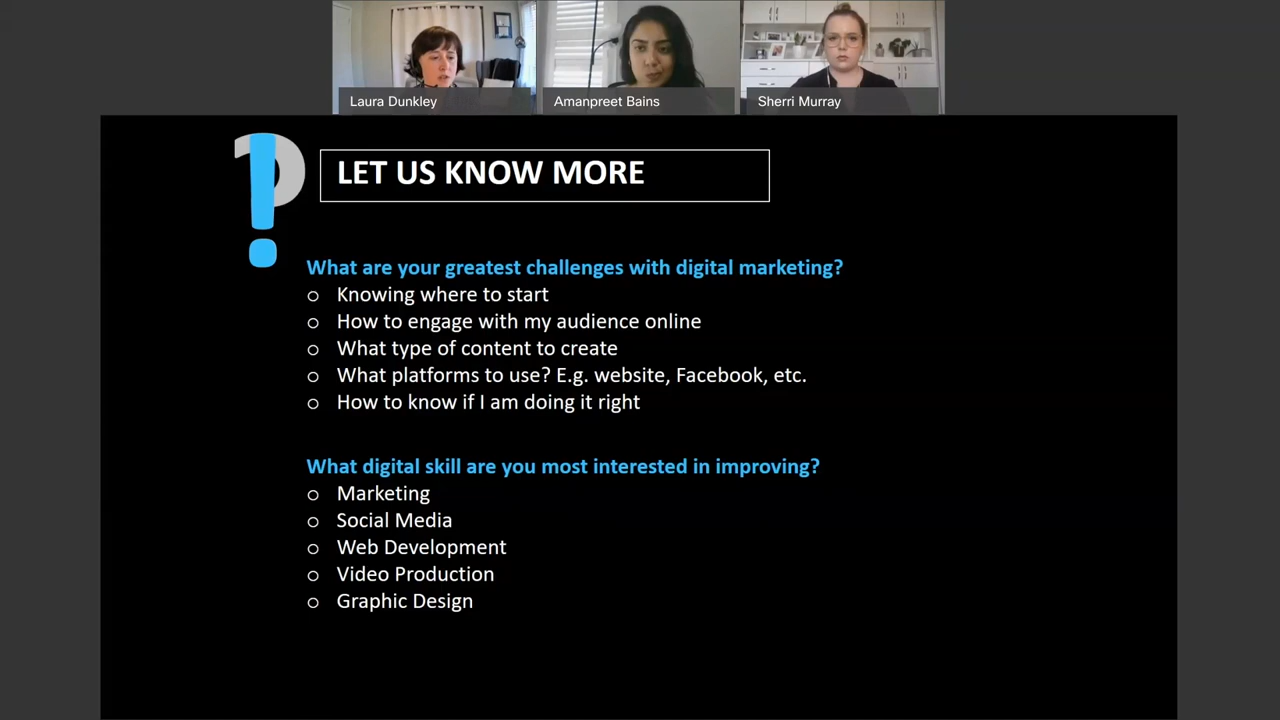 Laura Dunkley
Amanpreet Bains
Sherri Murray
LET US KNOW MORE
What are your greatest challenges with digital marketing?
o Knowing where to start
o How to engage with my audience online
o What type of content to create
o What platforms to use? E.g. website, Facebook, etc.
o How to know if I am doing it right
What digital skill are you most interested in improving?
o Marketing
o Social Media
o Web Development
o Video Production
o Graphic Design